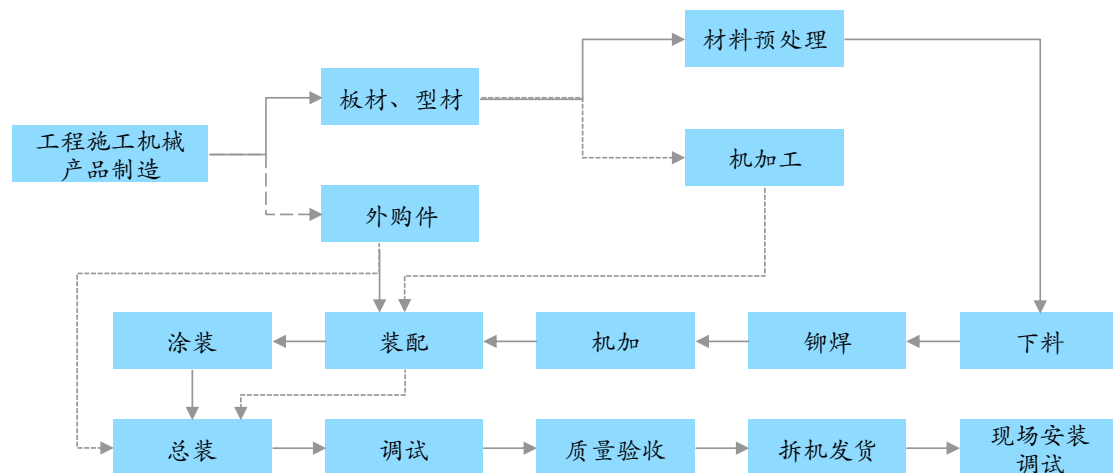 材料预处理
板材、型材
工程施工机械
产品制造
机加工
外购件
涂装
装配
机加
铆焊
下料
总装
调试
质量验收
拆机发货
现场安装
调试